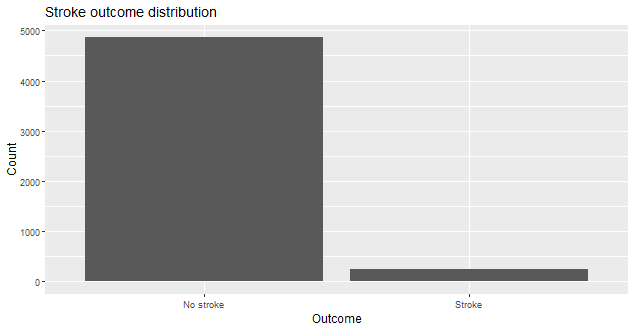 Stroke outcome distribution
5000
4000
3000
2000
1000
0
Count
No stroke
Stroke
Outcome